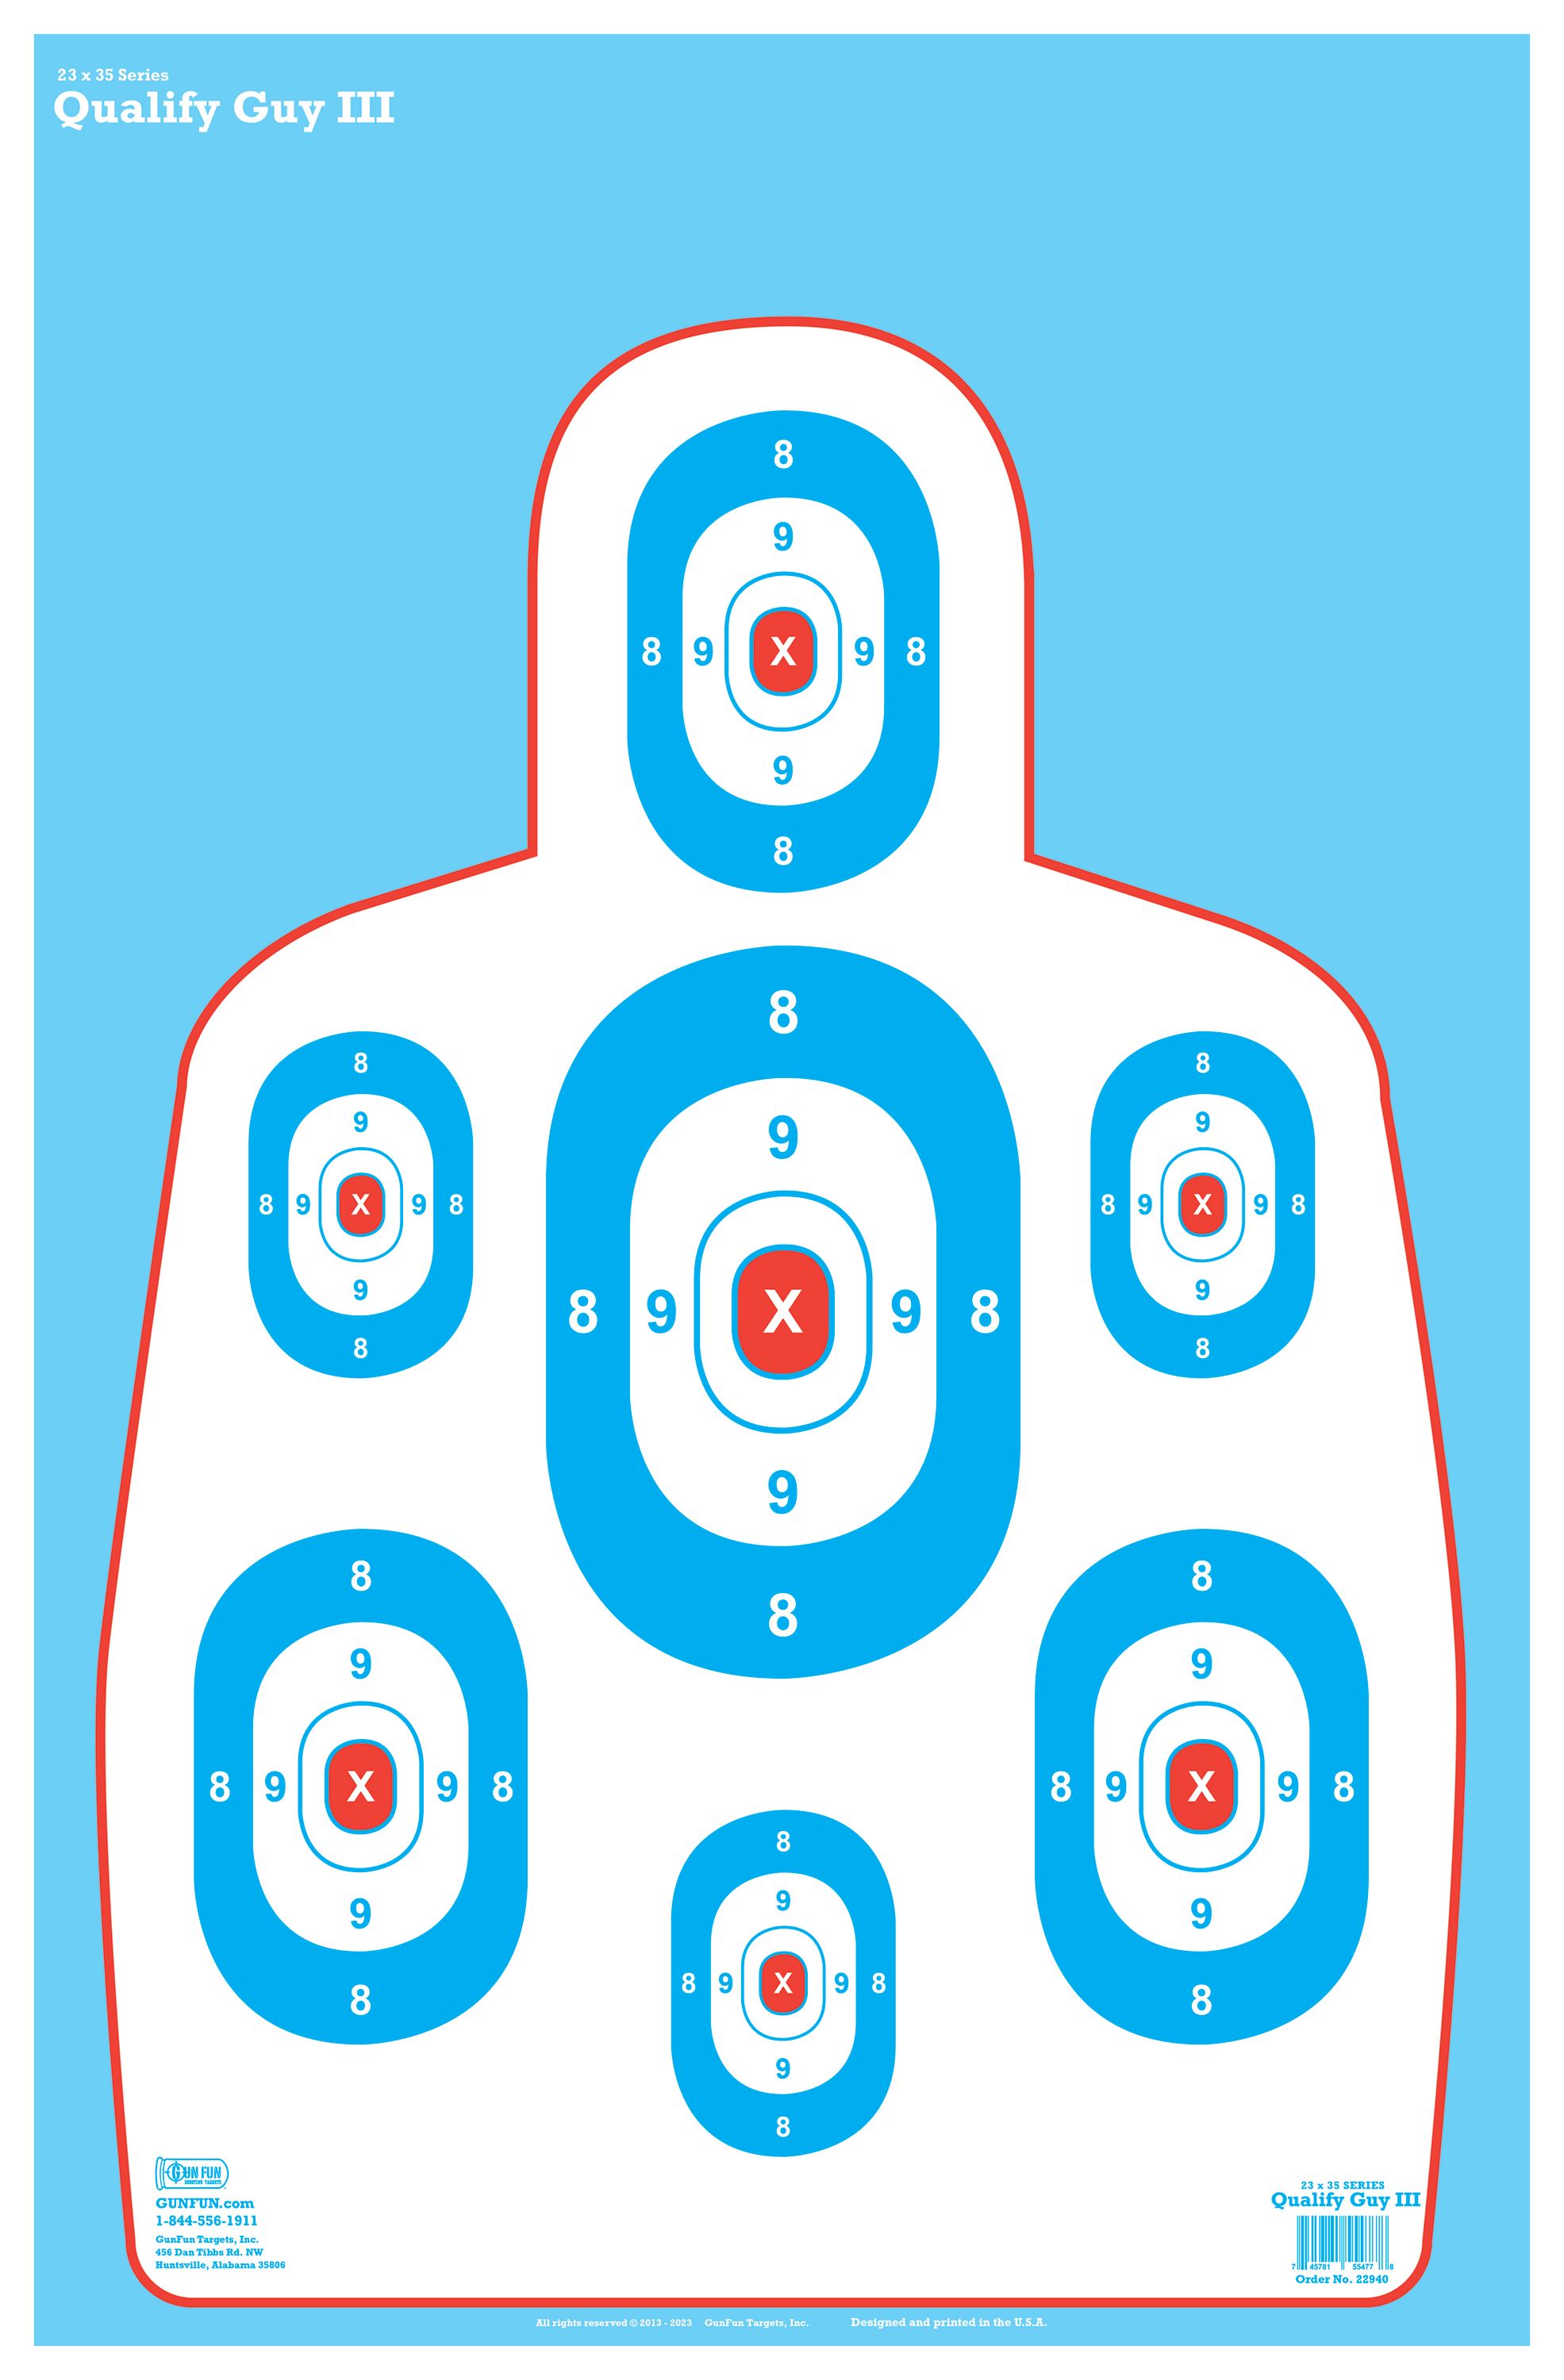 23 x 35 Series
Qualify Guy III
8
9
8 9 X 9 8
9
8
8
9
8 9 X 9 8
9
8
8
9
8 9 X 9 8
9
8
8
9
8 9 X 9 8
9
8
8
9
8 9 X 9 8
9
8
8
9
8 9 X 9 8
9
8
8
9
8 9 X 9 8
9
8
GUN FUN
SHOOTING TARGETS
GUNFUN.com
1-844-556-1911
GunFun Targets, Inc.
456 Dan Tibbs Rd. NW
Huntsville, Alabama 35806
23 x 35 SERIES
Qualify Guy III
7 45761 55477 8
Order No. 22940
All rights reserved © 2013 - 2023 GunFun Targets, Inc. Designed and printed in the U.S.A.